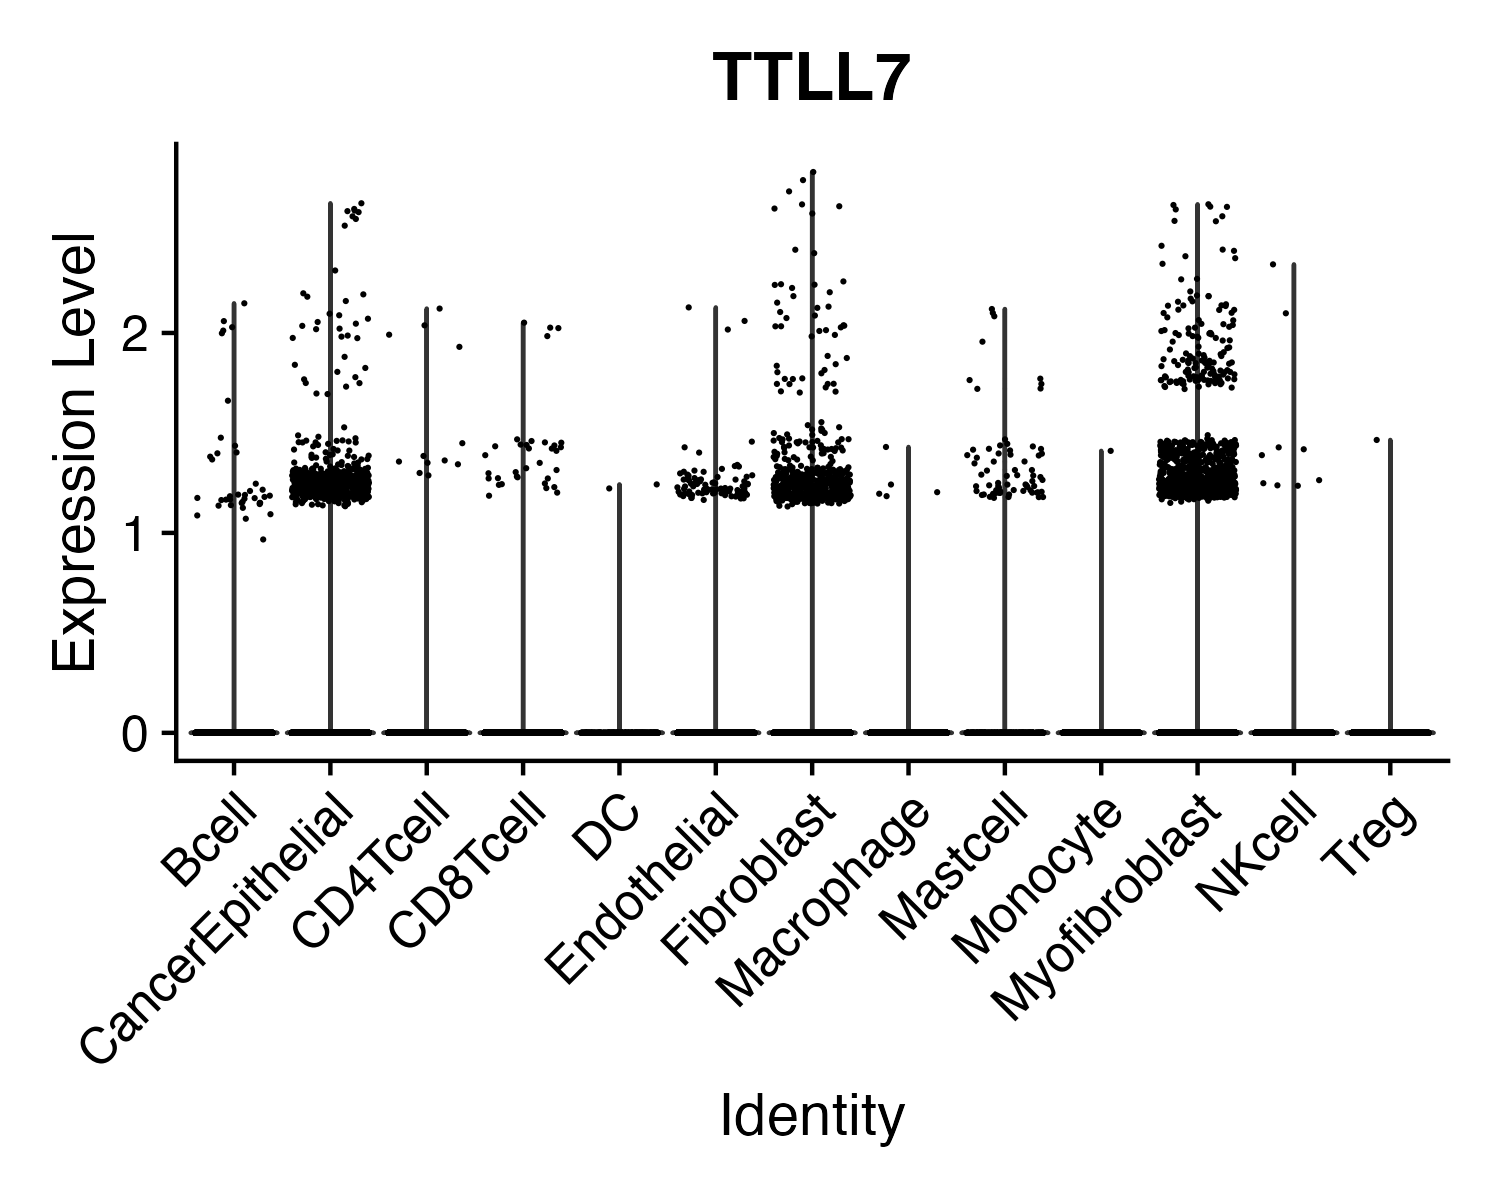 TTLL7
Expression Level
2
1
0
Bcell
CancerEpithelial
CD4Tcell
CD8Tcell
DC
Endothelial
Fibroblast
Macrophage
Mastcell
Monocyte
Myofibroblast
NKcell
Treg
Identity